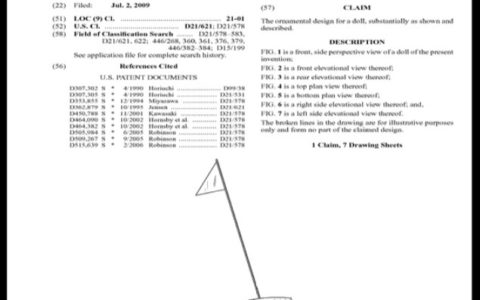 (22) Filed: Jul. 2, 2009
(51) LOC (9) Cl. ........ 21-01
(52) U.S. Cl. ........ D21/621; D21/578
(58) Field of Classification Search ........ D21/578-583,
D21/621, 622; 446/268, 360, 361, 376, 379,
446/382-384; D15/199
See application file for complete search history.
(56) References Cited
U.S. PATENT DOCUMENTS
D307,302 S * 4/1990 Horiuchi ........
D307,305 S * 4/1990 Horiuchi ........ D21/531
D353,855 S * 12/1994 Miyazawa ........ D21/578
D362,879 S * 10/1995 Jensen ........ D21/621
D450,788 S * 11/2001 Kawasaki ........ D21/578
D464,090 S * 10/2002 Hornsby et al. ........ D21/578
D464,382 S * 10/2002 Hornsby et al. ........ D21/578
D505,984 S * 6/2005 Robinson ........ D21/578
D509,267 S * 9/2005 Robinson ........ D21/578
D515,639 S * 2/2006 Robinson ........ D21/578
(57) CLAIM
The ornamental design for a doll, substantially as shown and
described.
DESCRIPTION
FIG. 1 is a front, side perspective view of a doll of the present
invention;
FIG. 2 is a front elevational view thereof;
FIG. 3 is a rear elevational view thereof;
FIG. 4 is a top plan view thereof;
FIG. 5 is a bottom plan view thereof;
FIG. 6 is a right side elevational view thereof; and,
FIG. 7 is a left side elevational view thereof.
The broken lines in the drawing are for illustrative purposes
only and form no part of the claimed design.
1 Claim, 7 Drawing Sheets